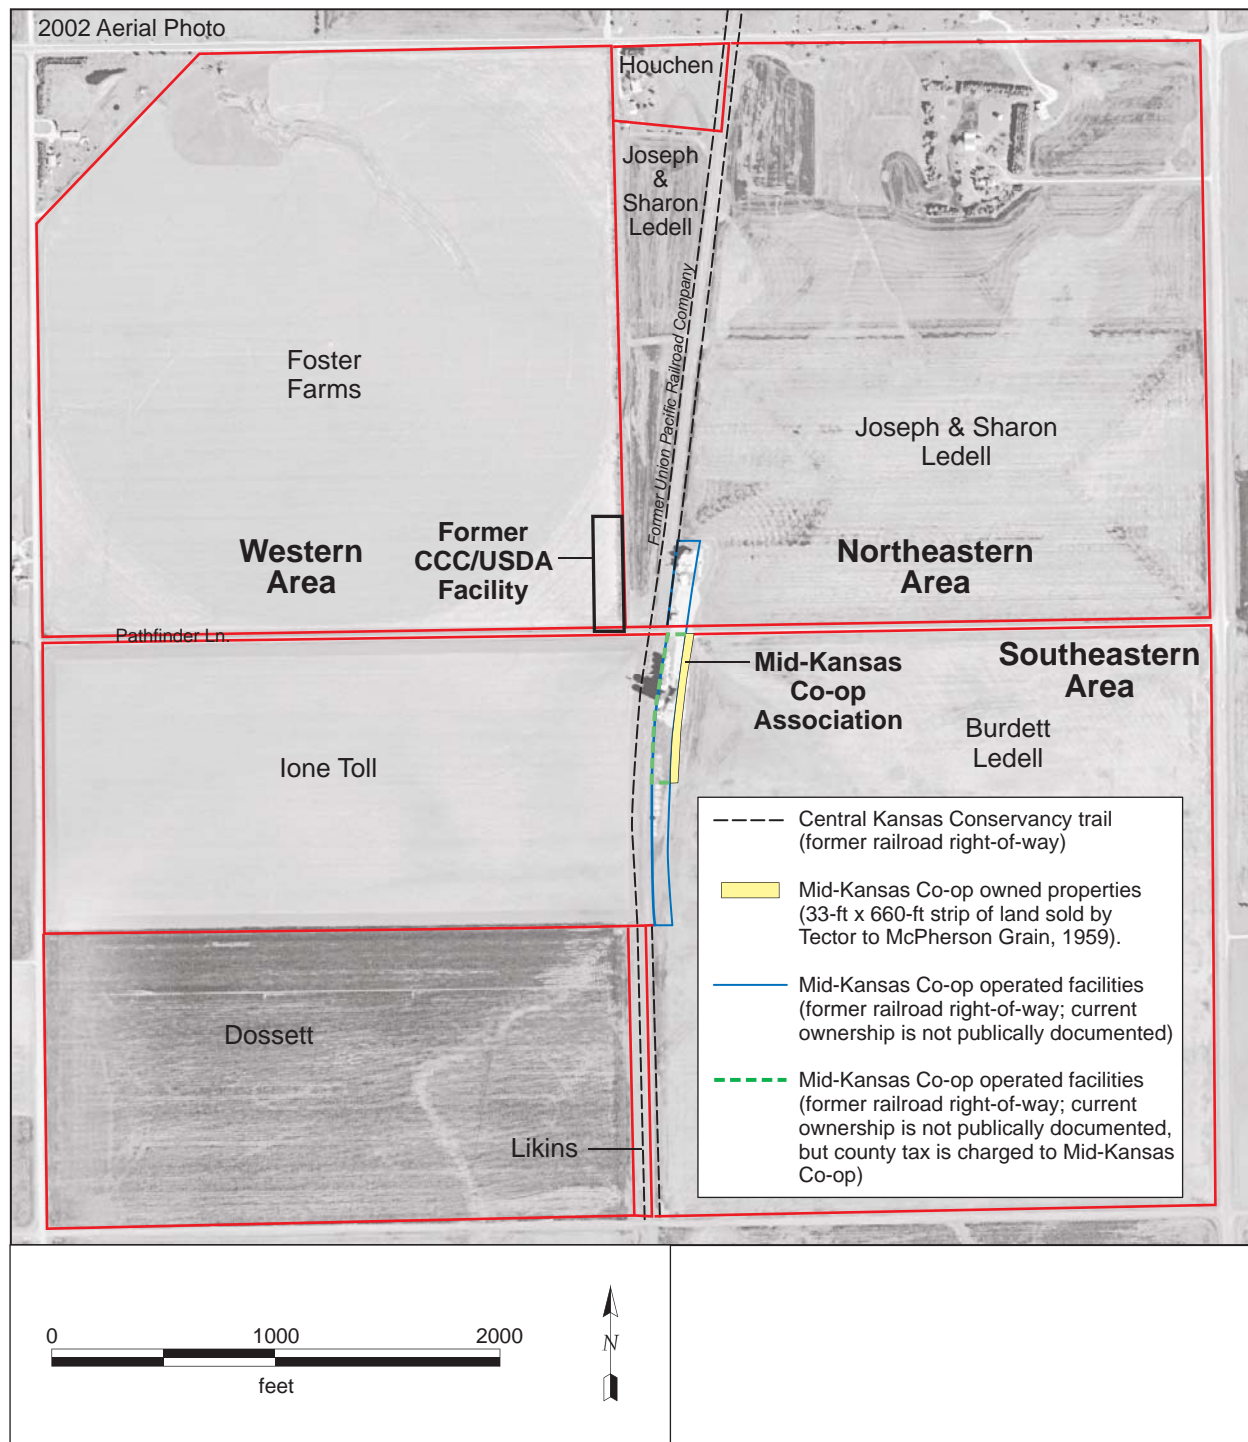 2002 Aerial Photo
Houchen
Joseph
&
Sharon
Ledell
Former Union Pacific Railroad Company
Foster
Farms
Joseph & Sharon
Ledell
Western
Area
Former
CCC/USDA
Facility
Northeastern
Area
Pathfinder Ln.
Mid-Kansas
Co-op
Association
Southeastern
Area
Burdett
Ledell
Ione Toll
Central Kansas Conservancy trail
(former railroad right-of-way)
Mid-Kansas Co-op owned properties
(33-ft x 660-ft strip of land sold by
Tector to McPherson Grain, 1959).
Mid-Kansas Co-op operated facilities
(former railroad right-of-way; current
ownership is not publically documented)
Mid-Kansas Co-op operated facilities
(former railroad right-of-way; current
ownership is not publically documented,
but county tax is charged to Mid-Kansas
Co-op)
Dossett
Likins
0 1000 2000
feet
N